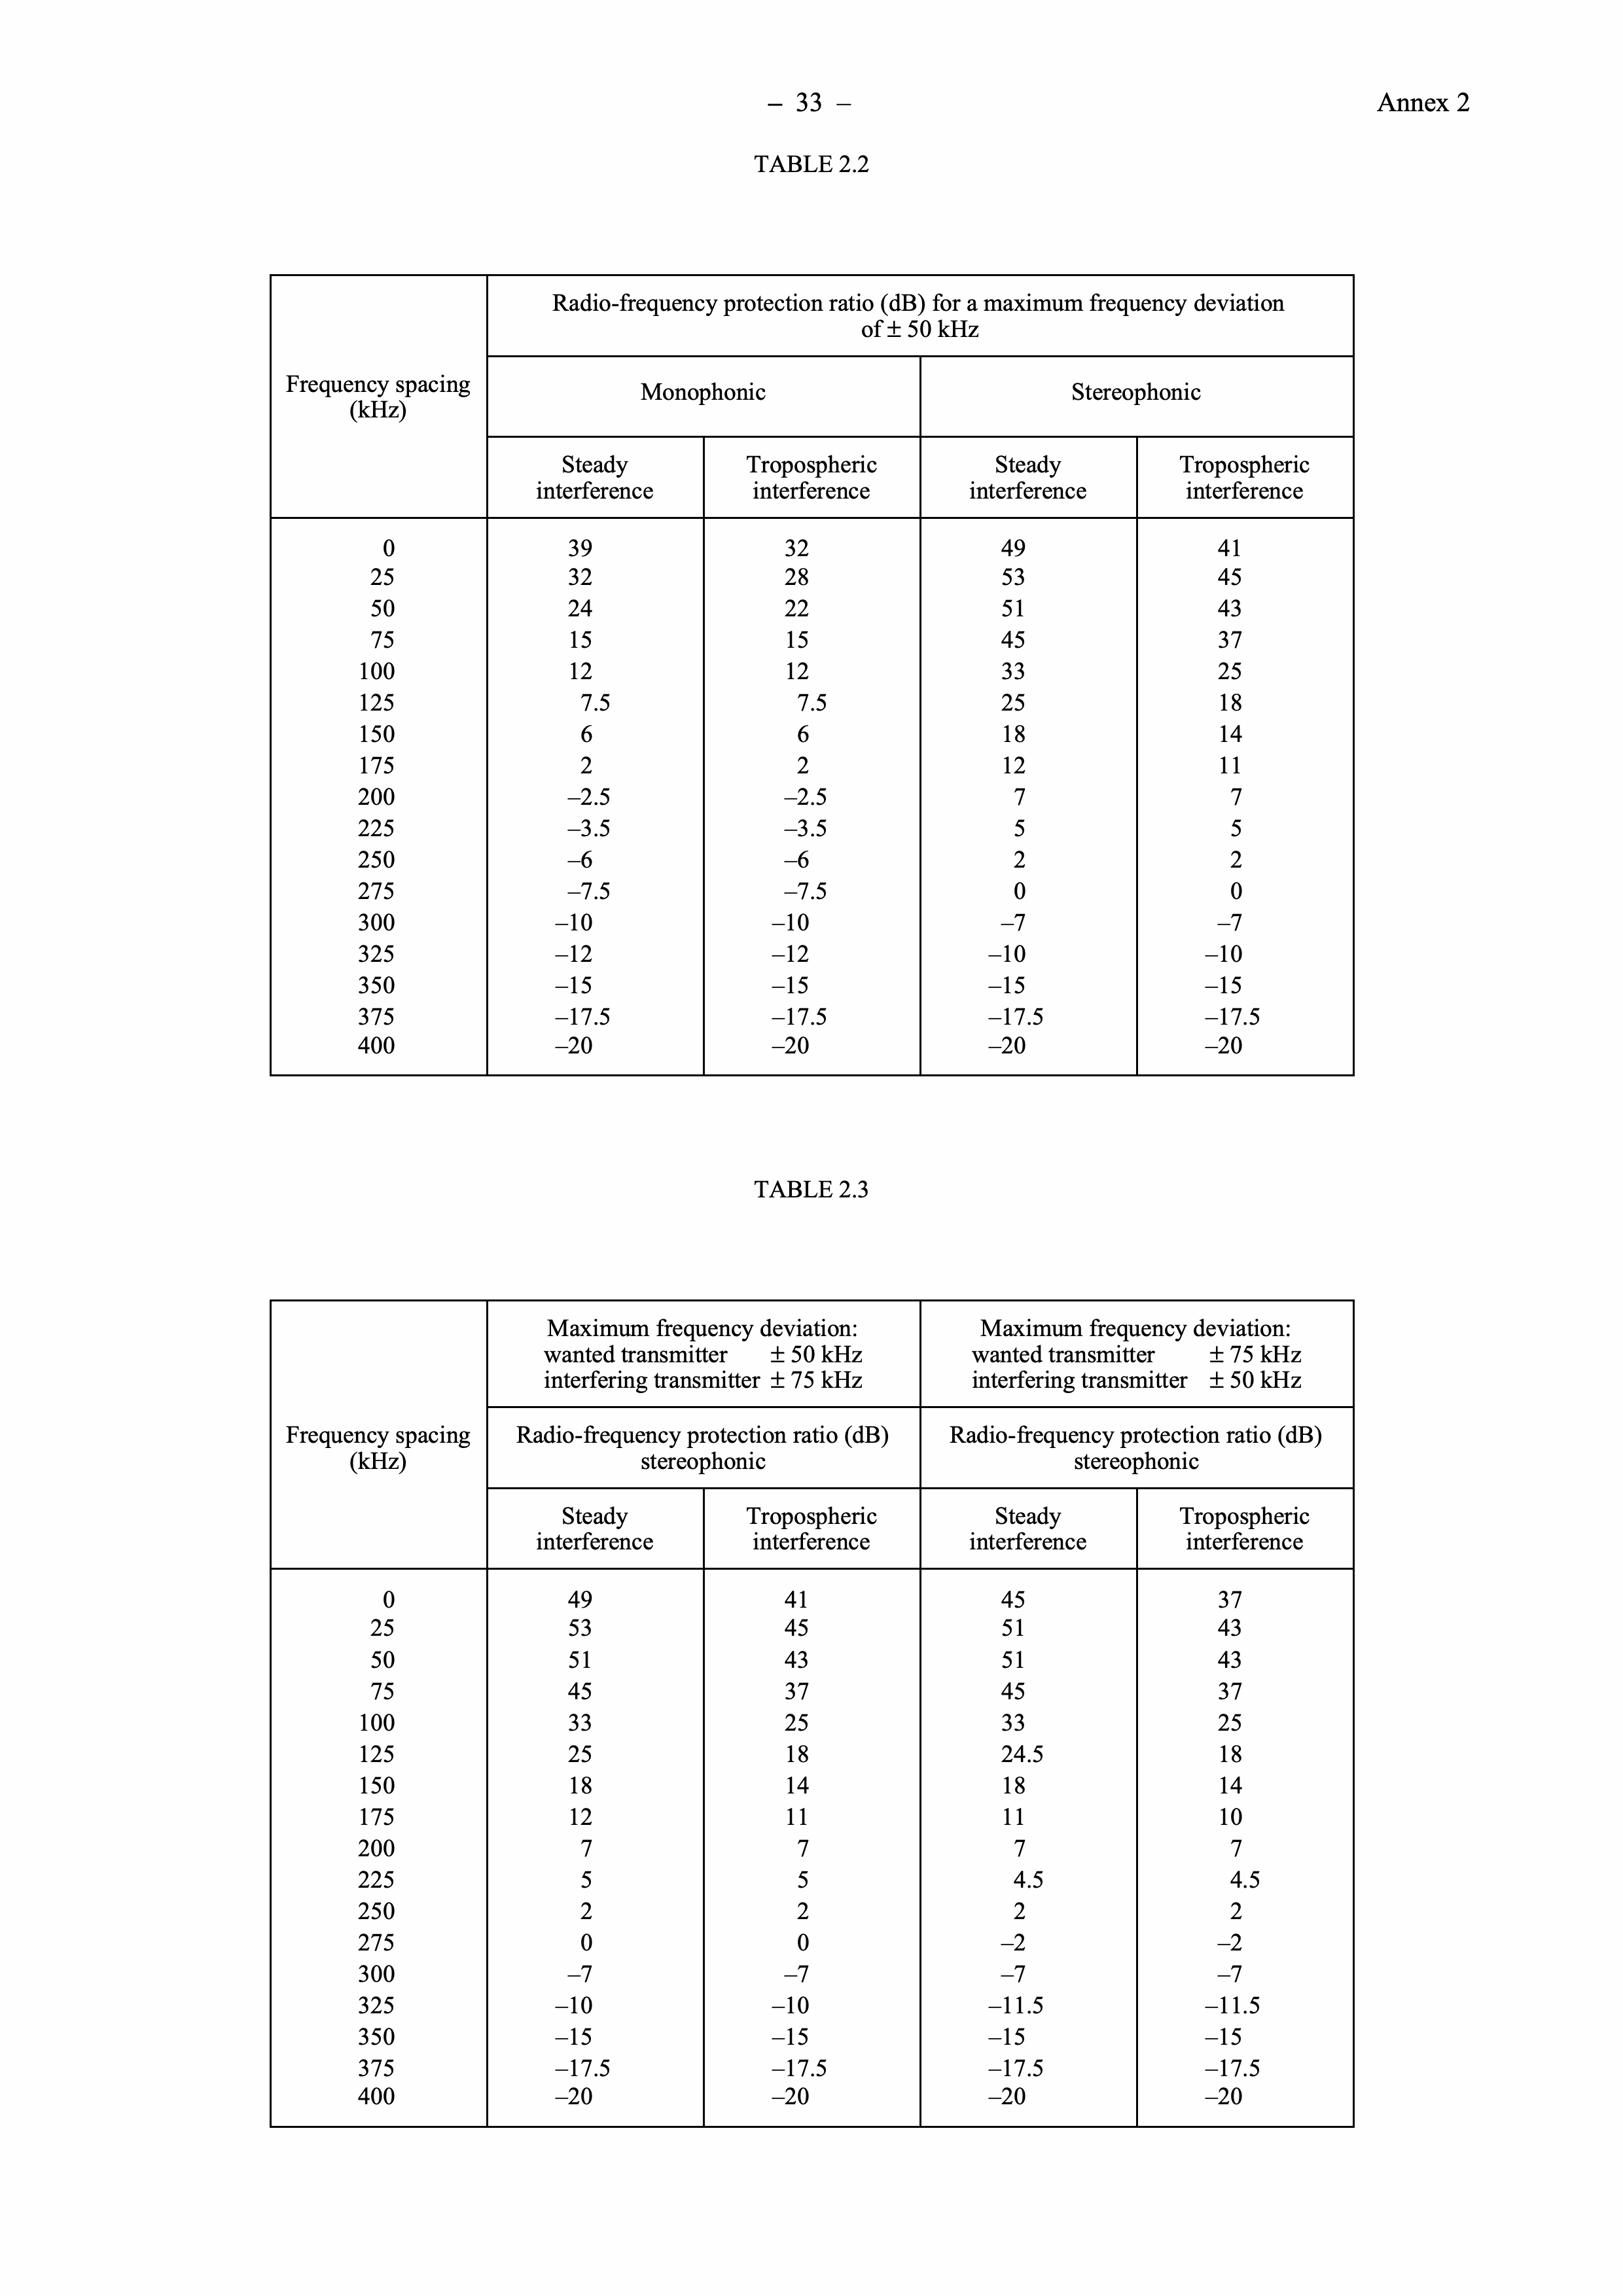 – 33 –
Annex 2
TABLE 2.2
Frequency spacing
(kHz)
Radio-frequency protection ratio (dB) for a maximum frequency deviation
of ± 50 kHz
Monophonic Stereophonic
Steady
interference
Tropospheric
interference
Steady
interference
Tropospheric
interference
0 39 32 49 41
25 32 28 53 45
50 24 22 51 43
75 15 15 45 37
100 12 12 33 25
125 7.5 7.5 25 18
150 6 6 18 14
175 2 2 12 11
200 –2.5 –2.5 7 7
225 –3.5 –3.5 5 5
250 –6 –6 2 2
275 –7.5 –7.5 0 0
300 –10 –10 –7 –7
325 –12 –12 –10 –10
350 –15 –15 –15 –15
375 –17.5 –17.5 –17.5 –17.5
400 –20 –20 –20 –20
TABLE 2.3
Frequency spacing
(kHz)
Maximum frequency deviation:
wanted transmitter ± 50 kHz
interfering transmitter ± 75 kHz
Maximum frequency deviation:
wanted transmitter ± 75 kHz
interfering transmitter ± 50 kHz
Radio-frequency protection ratio (dB)
stereophonic
Radio-frequency protection ratio (dB)
stereophonic
Steady
interference
Tropospheric
interference
Steady
interference
Tropospheric
interference
0 49 41 45 37
25 53 45 51 43
50 51 43 51 43
75 45 37 45 37
100 33 25 33 25
125 25 18 24.5 18
150 18 14 18 14
175 12 11 11 10
200 7 7 7 7
225 5 5 4.5 4.5
250 2 2 2 2
275 0 0 –2 –2
300 –7 –7 –7 –7
325 –10 –10 –11.5 –11.5
350 –15 –15 –15 –15
375 –17.5 –17.5 –17.5 –17.5
400 –20 –20 –20 –20